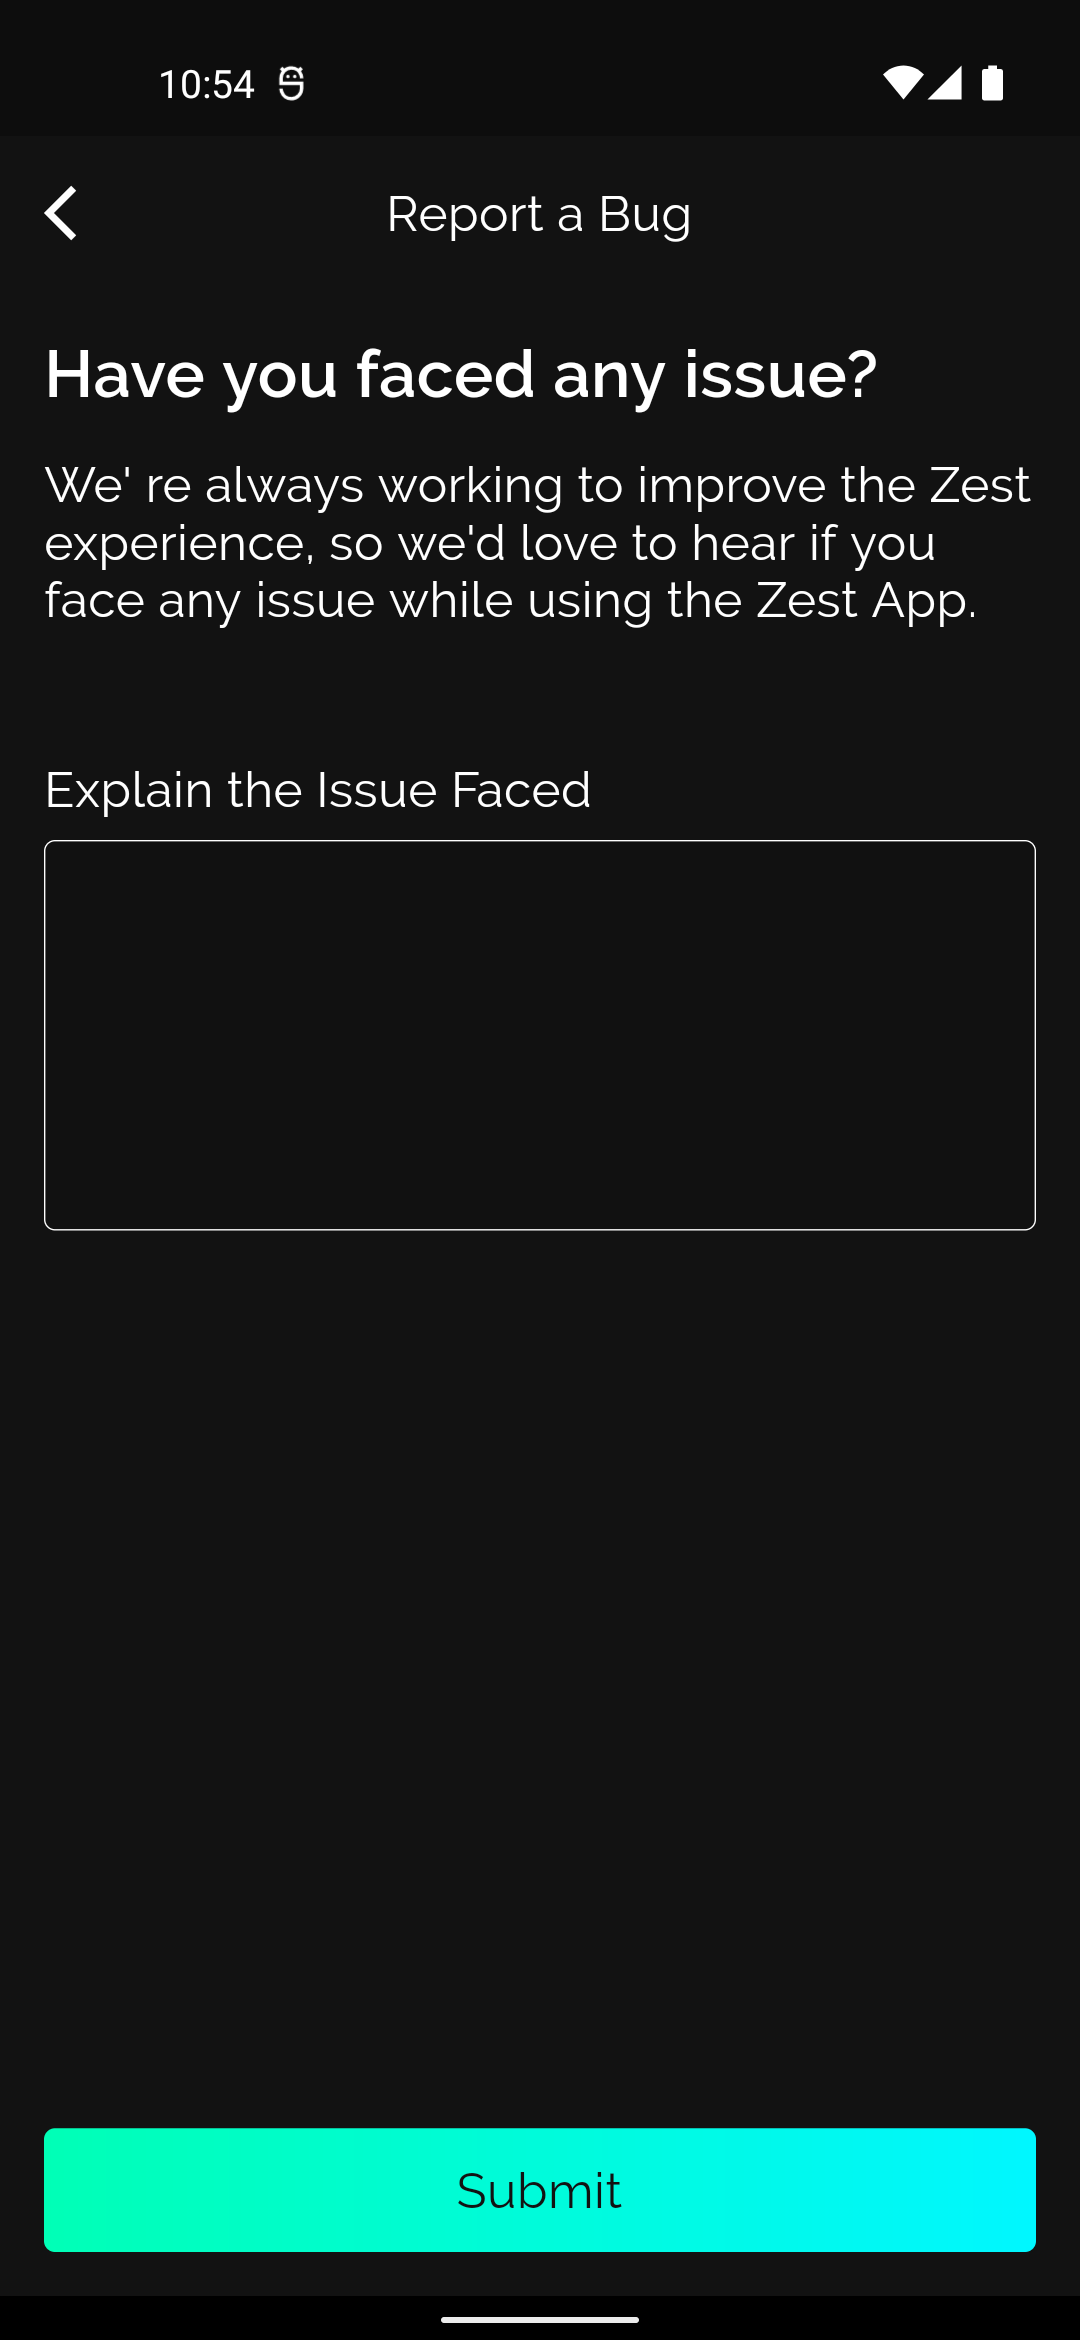 10:54
Report a Bug
Have you faced any issue?
We' re always working to improve the Zest
experience, so we'd love to hear if you
face any issue while using the Zest App.
Explain the Issue Faced
Submit